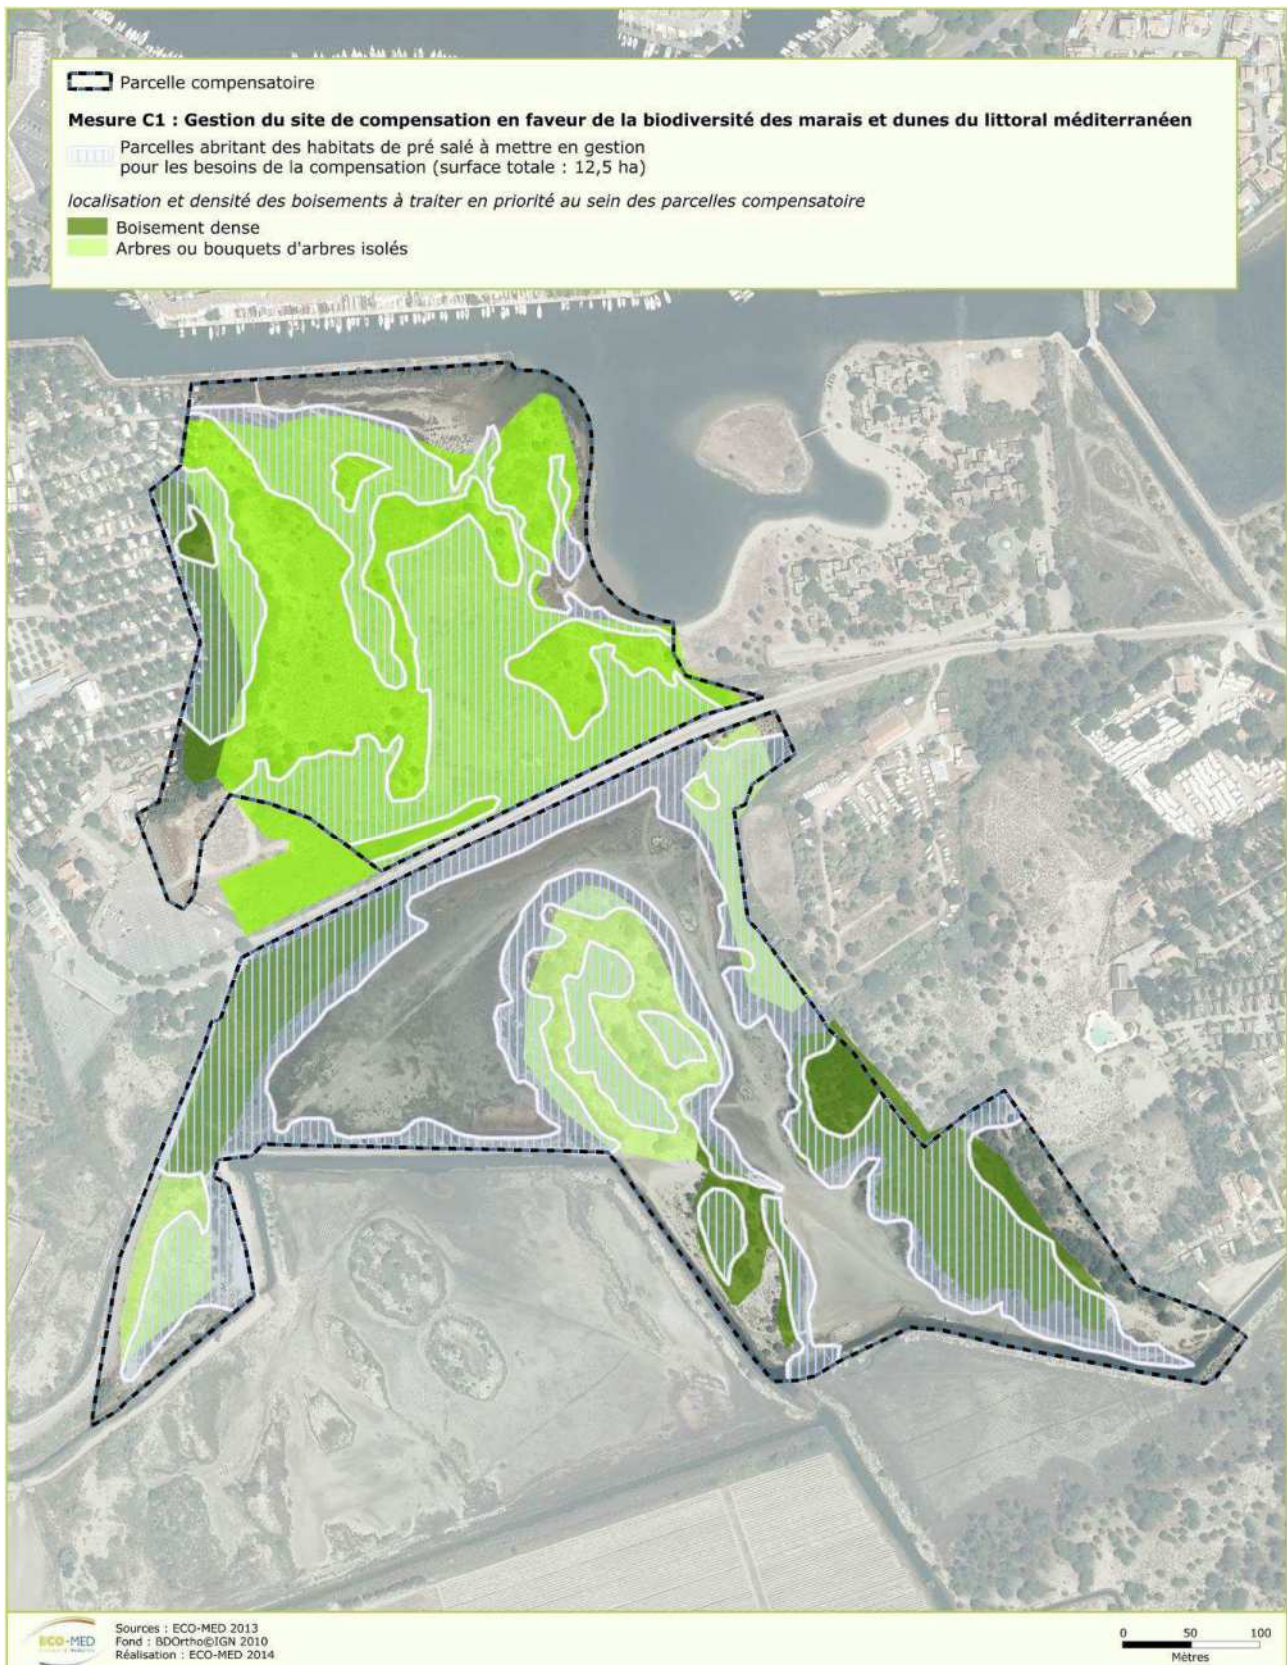 Parcelle compensatoire
Mesure C1 : Gestion du site de compensation en faveur de la biodiversité des marais et dunes du littoral méditerranéen
Parcelles abritant des habitats de pré salé à mettre en gestion
pour les besoins de la compensation (surface totale : 12,5 ha)
localisation et densité des boisements à traiter en priorité au sein des parcelles compensatoire
Boisement dense
Arbres ou bouquets d'arbres isolés
ECO-MED
Sources : ECO-MED 2013
Fond : BDOrtho©IGN 2010
Réalisation : ECO-MED 2014
0 50 100
Mètres